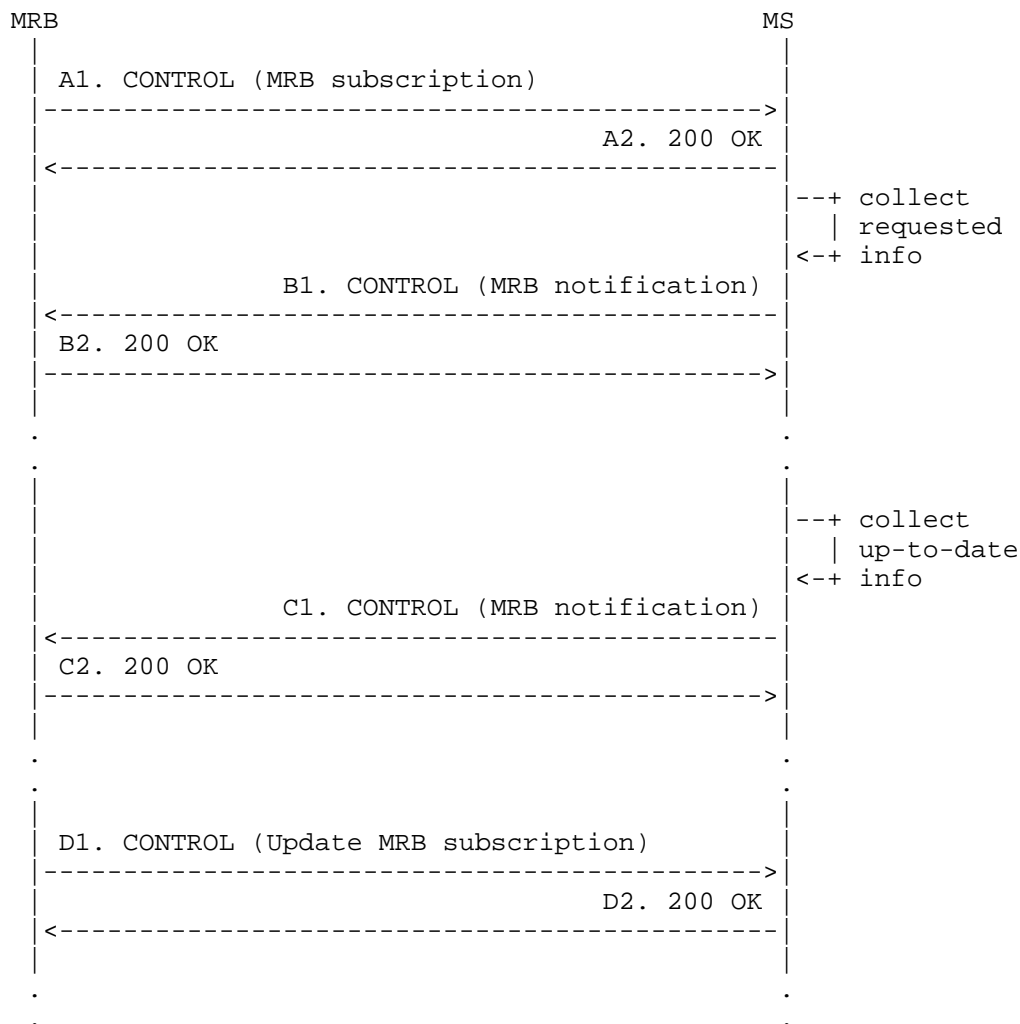 MRB MS
A1. CONTROL (MRB subscription)
A2. 200 OK
collect
requested
info
B1. CONTROL (MRB notification)
B2. 200 OK
collect
up-to-date
info
C1. CONTROL (MRB notification)
C2. 200 OK
D1. CONTROL (Update MRB subscription)
D2. 200 OK